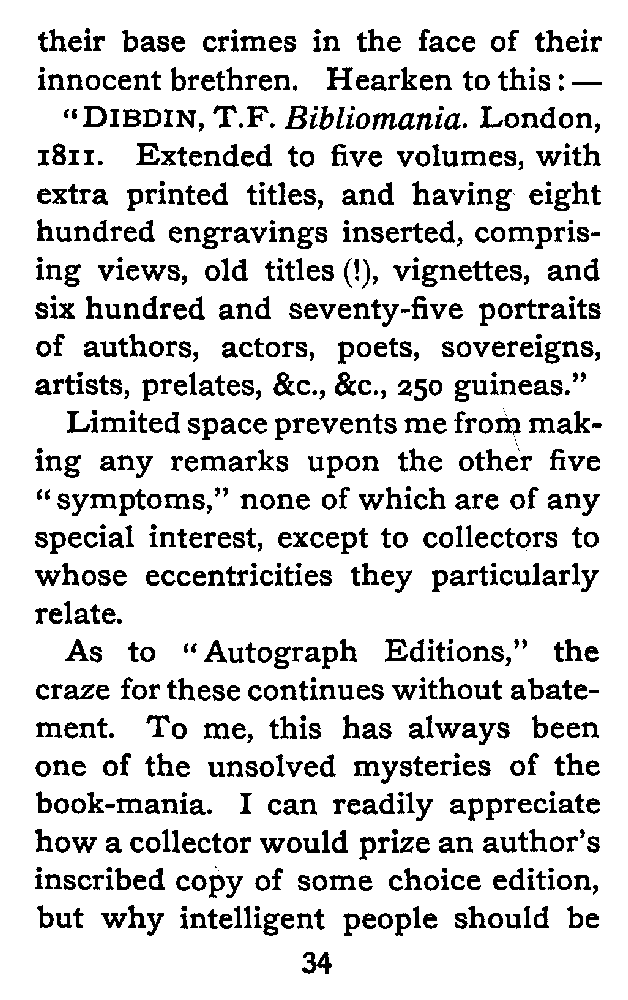 their base crimes in the face of their
innocent brethren. Hearken to this: —
“DIBDIN, T.F. Bibliomania. London,
1811. Extended to five volumes, with
extra printed titles, and having eight
hundred engravings inserted, compris-
ing views, old titles (!), vignettes, and
six hundred and seventy-five portraits
of authors, actors, poets, sovereigns,
artists, prelates, &c., &c., 250 guineas.”
Limited space prevents me from mak-
ing any remarks upon the other five
“symptoms,” none of which are of any
special interest, except to collectors to
whose eccentricities they particularly
relate.
As to “Autograph Editions,” the
craze for these continues without abate-
ment. To me, this has always been
one of the unsolved mysteries of the
book-mania. I can readily appreciate
how a collector would prize an author’s
inscribed copy of some choice edition,
but why intelligent people should be
34